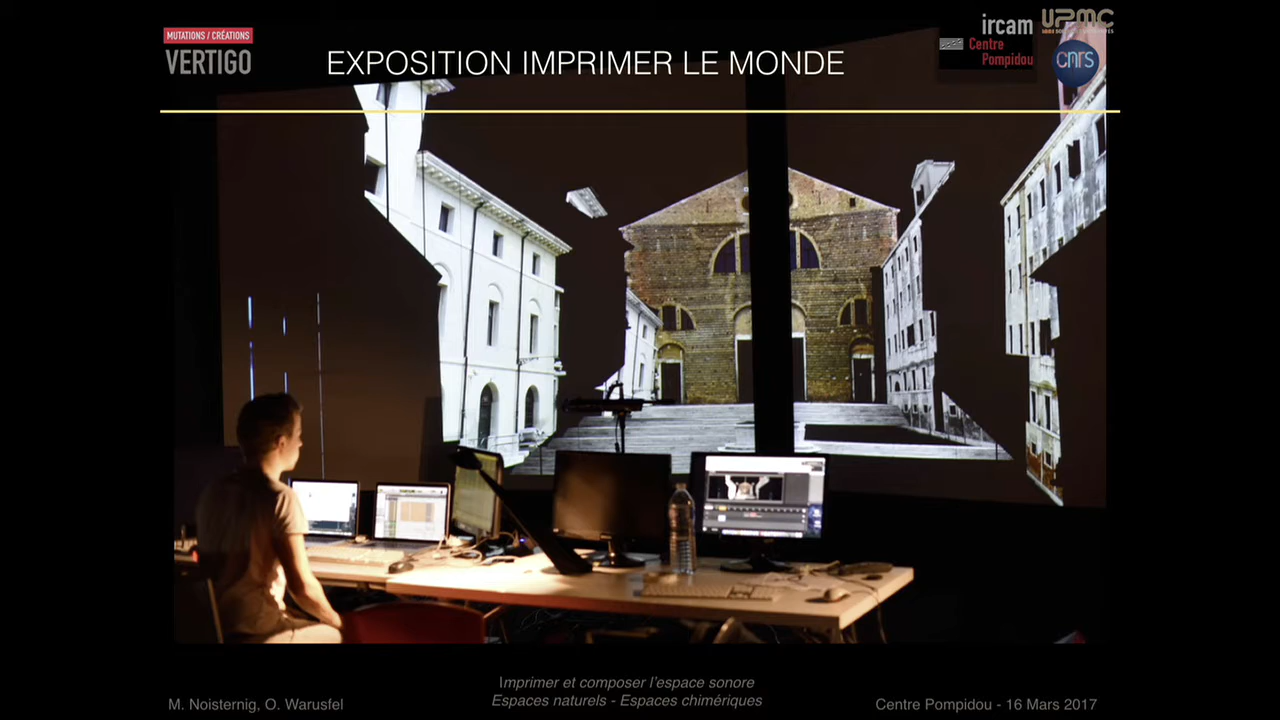 MUTATIONS / CRÉATIONS
VERTIGO
EXPOSITION IMPRIMER LE MONDE
ircam
Centre
Pompidou
UPMC
cnrs
Imprimer et composer l'espace sonore
Espaces naturels - Espaces chimériques
M. Noisternig, O. Warusfel
Centre Pompidou - 16 Mars 2017